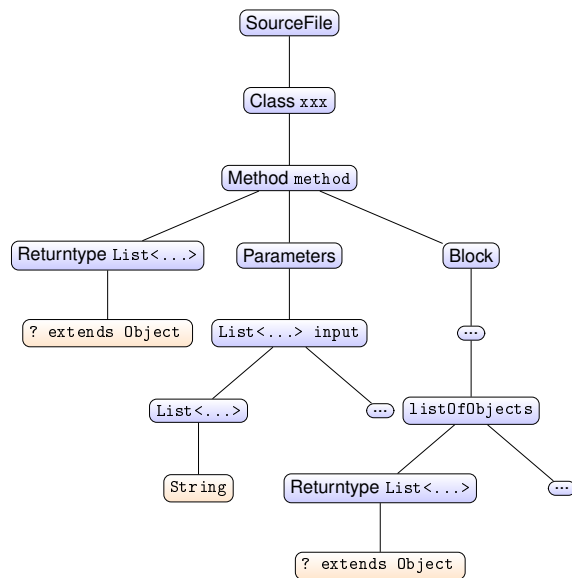 SourceFile
Class xxx
Method method
Returntype List<...>
Parameters
Block
? extends Object
List<...> input
...
List<...>
...
listOfObjects
String
Returntype List<...>
...
? extends Object